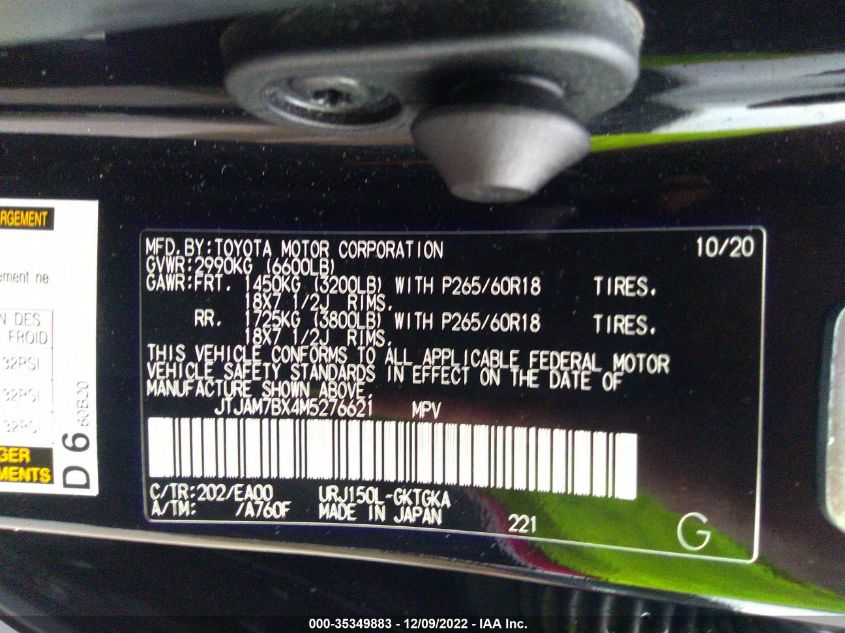 RGEMENT
ement ne
N DES
FROID
32PSI
32PSI
D6
60B20
GER
MENTS
MFD.BY:TOYOTA MOTOR CORPORATION 10/20
GVWR:2990KG (6600LB)
GAWR:FRT. 1450KG (3200LB) WITH P265/60R18 TIRES.
18X7 1/2J RIMS.
RR. 1725KG (3800LB) WITH P265/60R18 TIRES.
18X7 1/2J RIMS.
THIS VEHICLE CONFORMS TO ALL APPLICABLE FEDERAL MOTOR
VEHICLE SAFETY STANDARDS IN EFFECT ON THE DATE OF
MANUFACTURE SHOWN ABOVE.
JTJAM7BX4M5276621 MPV
C/TR:202/EA00 URJ150L-GKTGKA
A/TM: /A760F MADE IN JAPAN
221 G
000-35349883 - 12/09/2022 - IAA Inc.